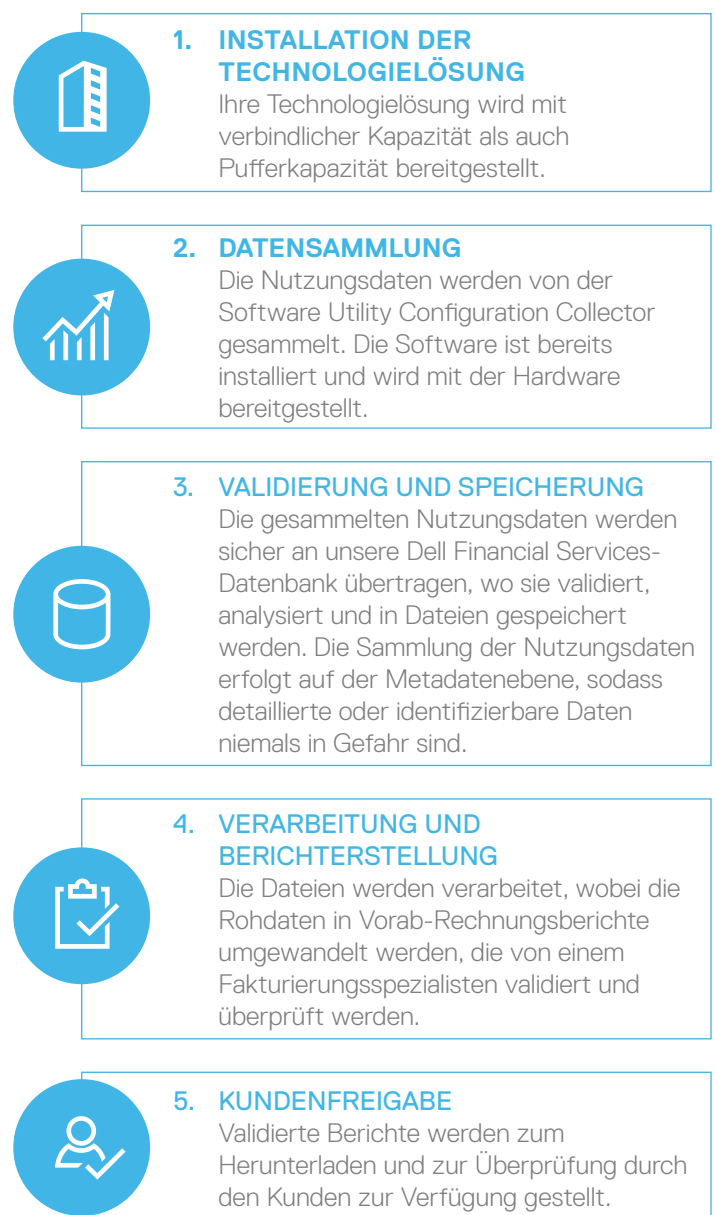 1. INSTALLATION DER
TECHNOLOGIELÖSUNG
Ihre Technologielösung wird mit
verbindlicher Kapazität als auch
Pufferkapazität bereitgestellt.
2. DATENSAMMLUNG
Die Nutzungsdaten werden von der
Software Utility Configuration Collector
gesammelt. Die Software ist bereits
installiert und wird mit der Hardware
bereitgestellt.
3. VALIDIERUNG UND SPEICHERUNG
Die gesammelten Nutzungsdaten werden
sicher an unsere Dell Financial Services-
Datenbank übertragen, wo sie validiert,
analysiert und in Dateien gespeichert
werden. Die Sammlung der Nutzungsdaten
erfolgt auf der Metadatenebene, sodass
detaillierte oder identifizierbare Daten
niemals in Gefahr sind.
4. VERARBEITUNG UND
BERICHTERSTELLUNG
Die Dateien werden verarbeitet, wobei die
Rohdaten in Vorab-Rechnungsberichte
umgewandelt werden, die von einem
Fakturierungsspezialisten validiert und
überprüft werden.
5. KUNDENFREIGABE
Validierte Berichte werden zum
Herunterladen und zur Überprüfung durch
den Kunden zur Verfügung gestellt.